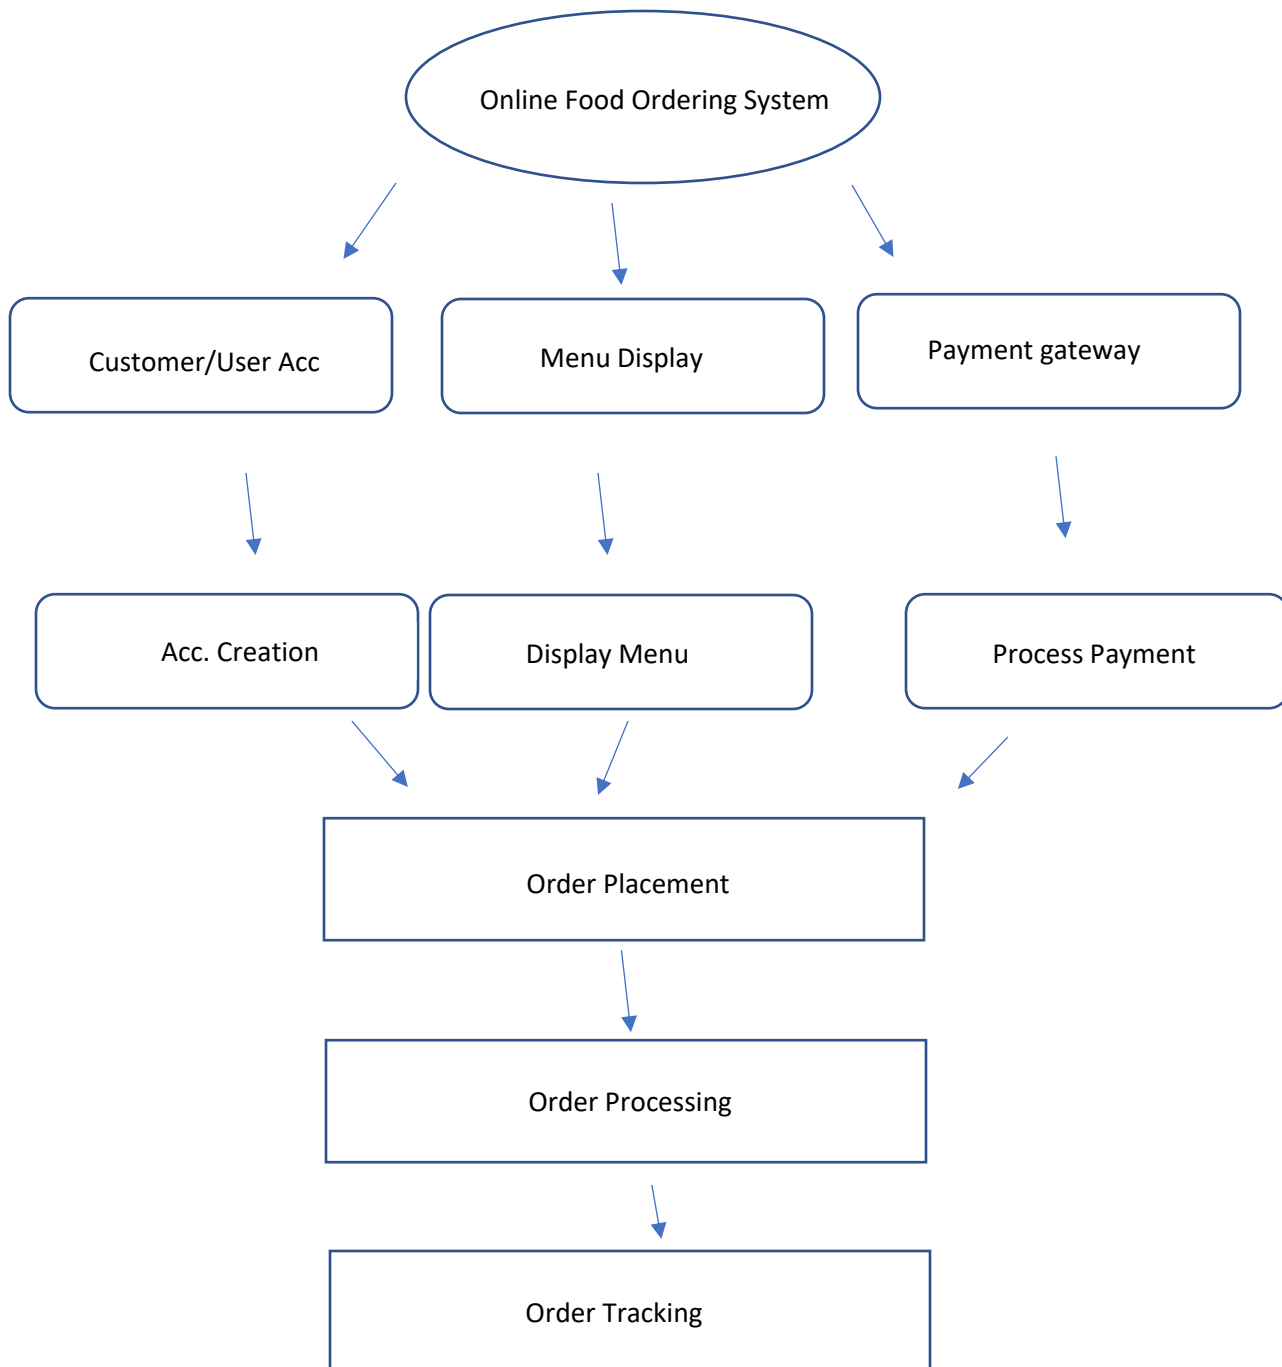 Online Food Ordering System
Customer/User Acc
Menu Display
Payment gateway
Acc. Creation
Display Menu
Process Payment
Order Placement
Order Processing
Order Tracking